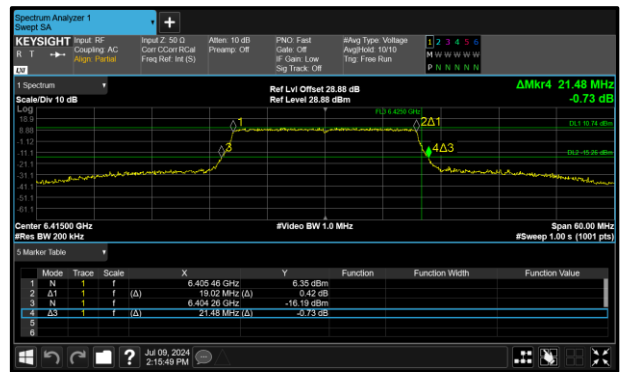 Spectrum Analyzer 1
Swept SA
+
KEYSIGHT Input: RF Input Z: 50 Ω Atten: 10 dB PNO: Fast #Avg Type: Voltage 1 2 3 4 5 6
R T Coupling: AC Corr CCorr RCal Preamp: Off Gate: Off Avg|Hold: 10/10 M W W W W W
Align: Partial Freq Ref: Int (S) IF Gain: Low Trig: Free Run P N N N N N
LXI Sig Track: Off
1 Spectrum Ref Lvl Offset 28.88 dB ΔMkr4 21.48 MHz
Scale/Div 10 dB Ref Level 28.88 dBm -0.73 dB
Log
18.9 FL3 6.4250 GHz
1 2Δ1 DL1 10.74 dBm
8.88
-1.12
-11.1 3 4Δ3 DL2 -15.26 dBm
-21.1
-31.1
-41.1
-51.1
-61.1
Center 6.41500 GHz #Video BW 1.0 MHz Span 60.00 MHz
#Res BW 200 kHz #Sweep 1.00 s (1001 pts)
5 Marker Table
Mode Trace Scale X Y Function Function Width Function Value
1 N 1 f 6.405 46 GHz 6.35 dBm
2 Δ1 1 f (Δ) 19.02 MHz (Δ) 0.42 dB
3 N 1 f 6.404 26 GHz -16.19 dBm
4 Δ3 1 f (Δ) 21.48 MHz (Δ) -0.73 dB
5
6
? Jul 09, 2024
2:15:49 PM